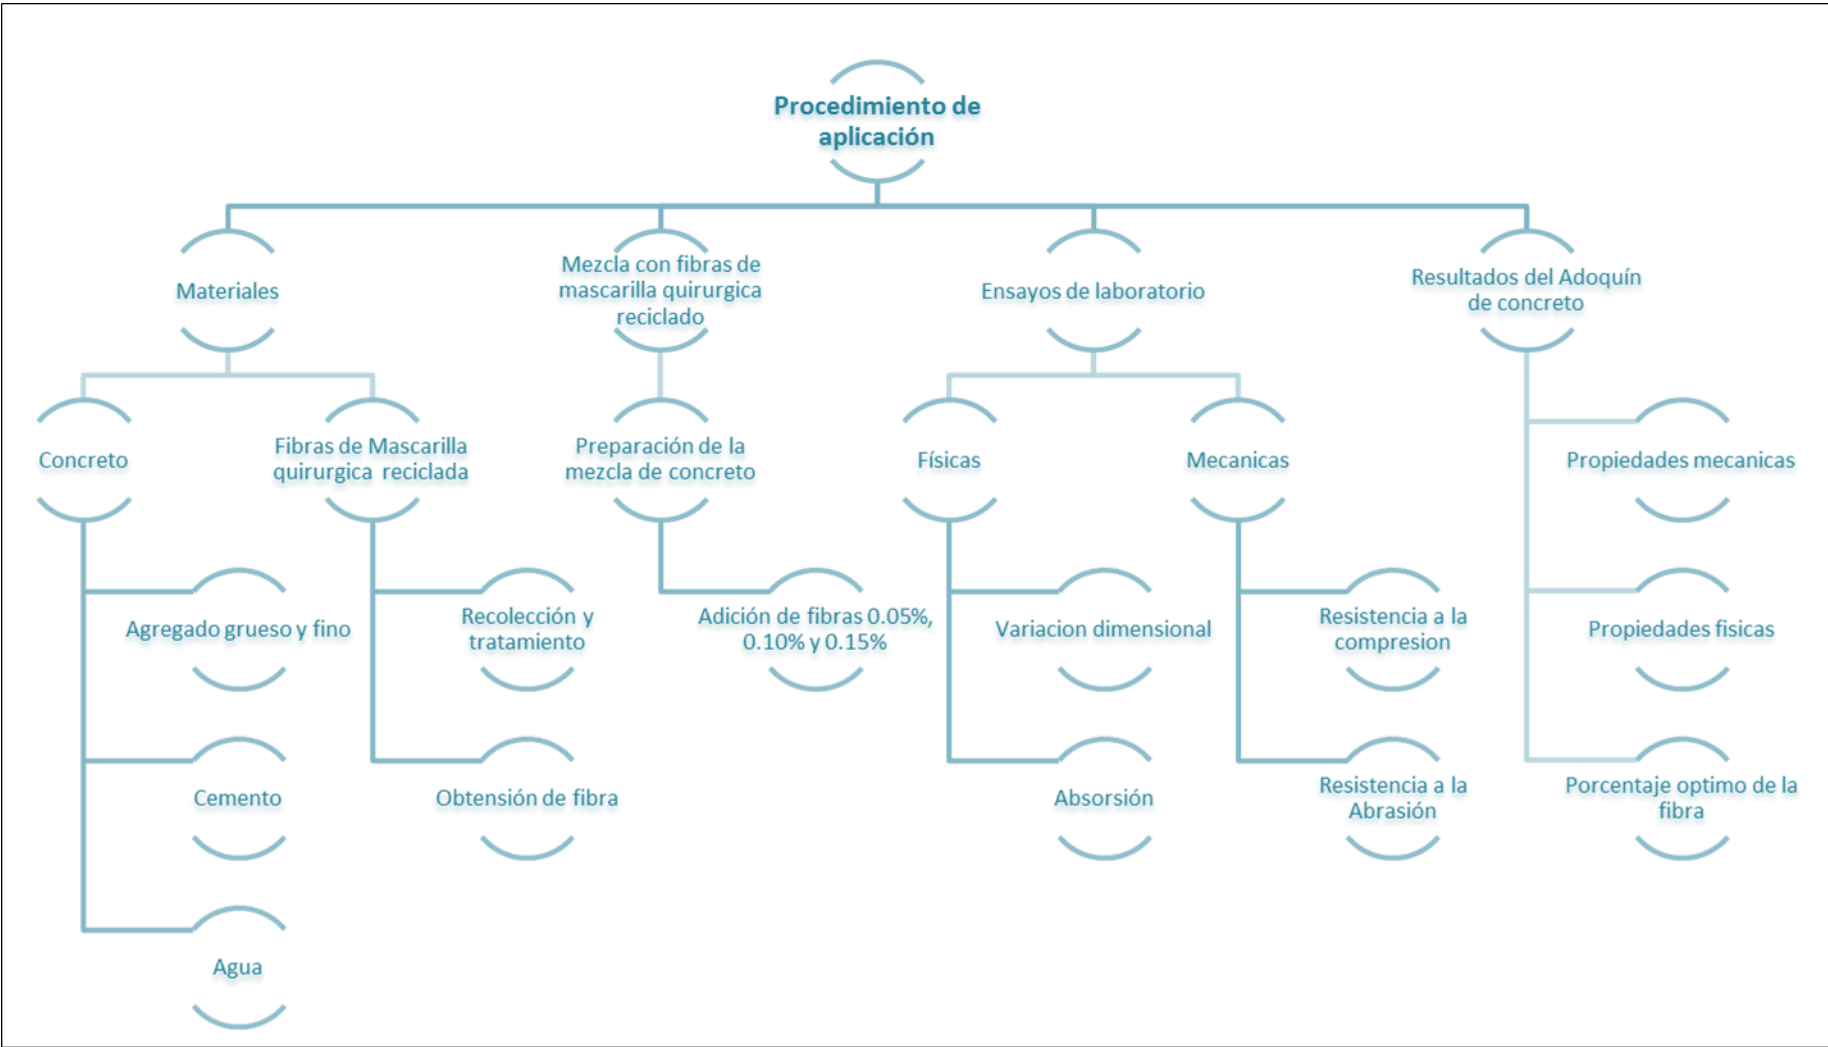 Procedimiento de
aplicación
Materiales
Mezcla con fibras de
mascarilla quirurgica
reciclado
Ensayos de laboratorio
Resultados del Adoquín
de concreto
Concreto
Fibras de Mascarilla
quirurgica reciclada
Preparación de la
mezcla de concreto
Físicas
Mecanicas
Propiedades mecanicas
Agregado grueso y fino
Recolección y
tratamiento
Adición de fibras 0.05%,
0.10% y 0.15%
Variacion dimensional
Resistencia a la
compresion
Propiedades fisicas
Cemento
Obtensión de fibra
Absorsión
Resistencia a la
Abrasión
Porcentaje optimo de la
fibra
Agua